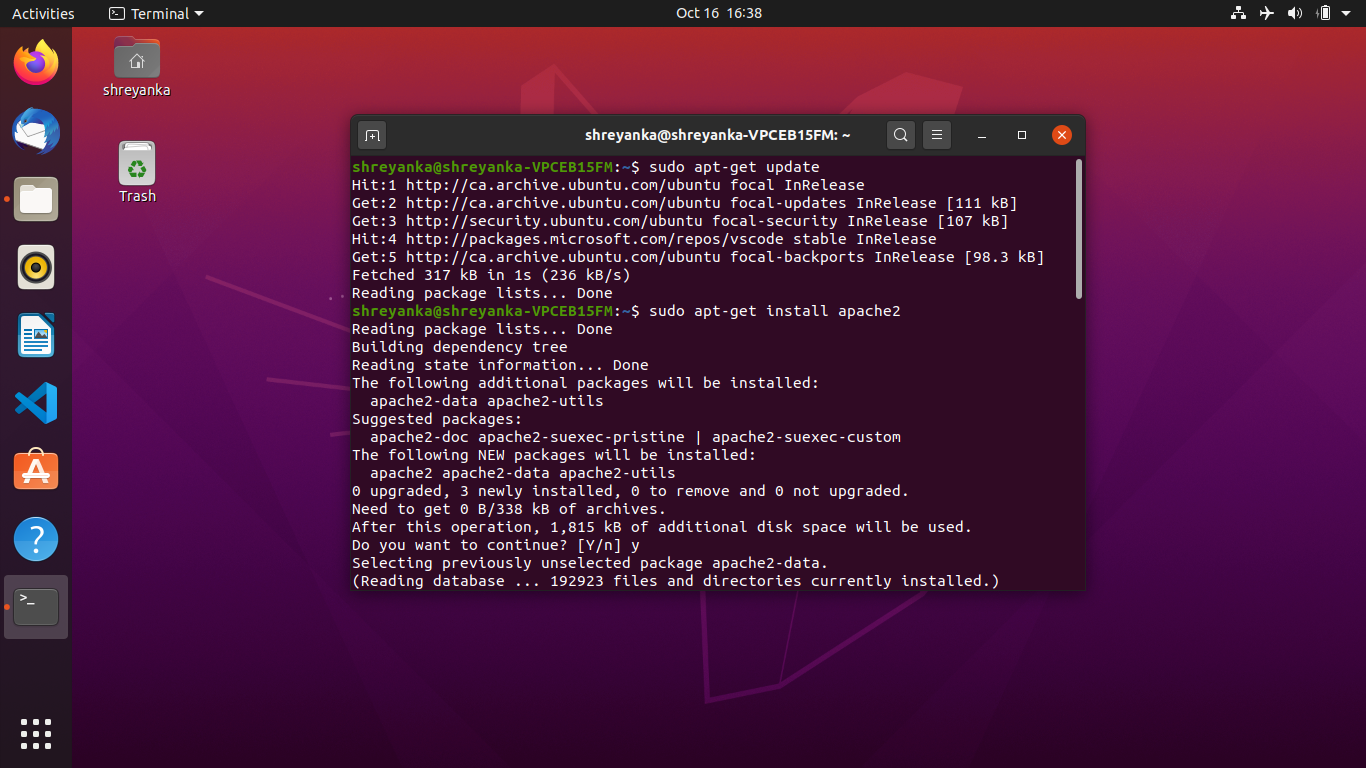 Activities
Terminal
Oct 16 16:38
shreyanka
Trash
shreyanka@shreyanka-VPCEB15FM: ~
shreyanka@shreyanka-VPCEB15FM:~$ sudo apt-get update
Hit:1 http://ca.archive.ubuntu.com/ubuntu focal InRelease
Get:2 http://ca.archive.ubuntu.com/ubuntu focal-updates InRelease [111 kB]
Get:3 http://security.ubuntu.com/ubuntu focal-security InRelease [107 kB]
Hit:4 http://packages.microsoft.com/repos/vscode stable InRelease
Get:5 http://ca.archive.ubuntu.com/ubuntu focal-backports InRelease [98.3 kB]
Fetched 317 kB in 1s (236 kB/s)
Reading package lists... Done
shreyanka@shreyanka-VPCEB15FM:~$ sudo apt-get install apache2
Reading package lists... Done
Building dependency tree
Reading state information... Done
The following additional packages will be installed:
  apache2-data apache2-utils
Suggested packages:
  apache2-doc apache2-suexec-pristine | apache2-suexec-custom
The following NEW packages will be installed:
  apache2 apache2-data apache2-utils
0 upgraded, 3 newly installed, 0 to remove and 0 not upgraded.
Need to get 0 B/338 kB of archives.
After this operation, 1,815 kB of additional disk space will be used.
Do you want to continue? [Y/n] y
Selecting previously unselected package apache2-data.
(Reading database ... 192923 files and directories currently installed.)